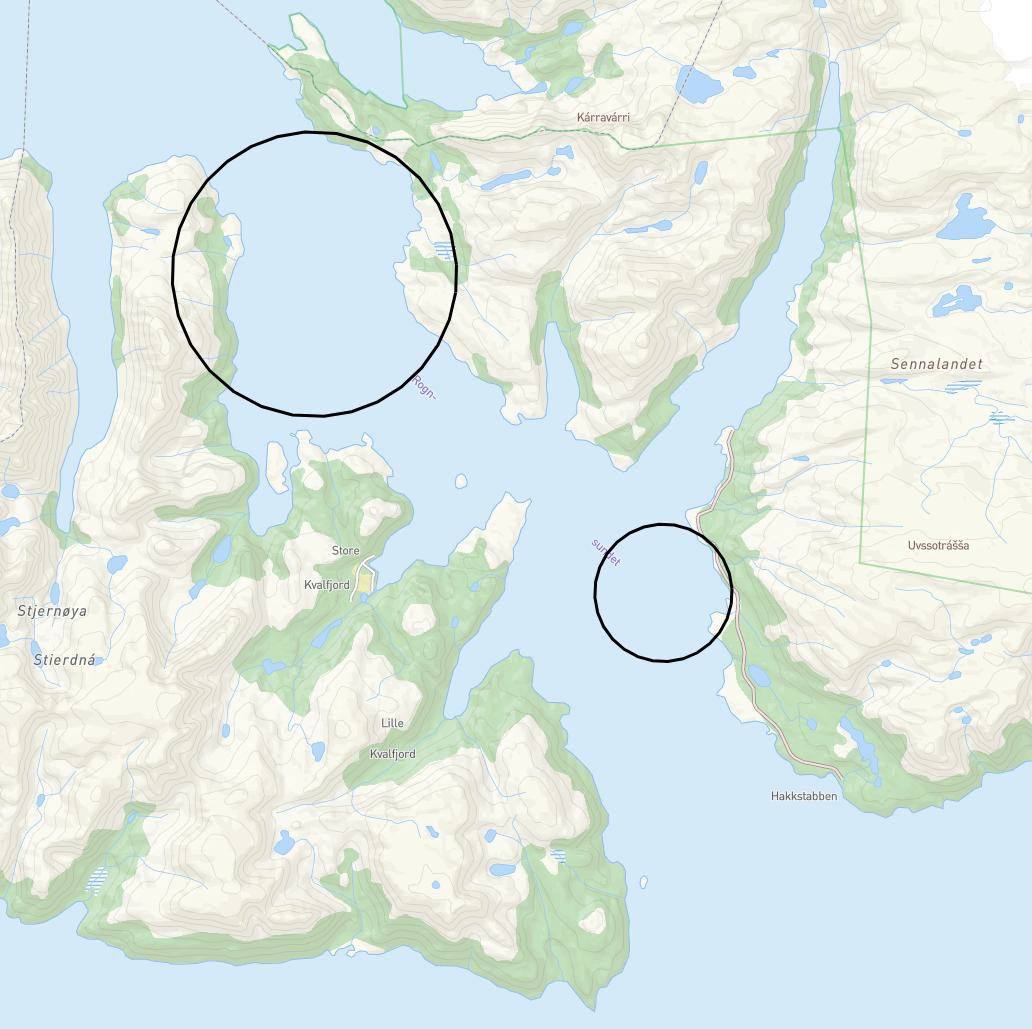 Kárravárri
Sennalandet
Rogn-
sundet
Uvssotrášša
Store
Kvalfjord
Stjernøya
Stierdná
Lille
Kvalfjord
Hakkstabben